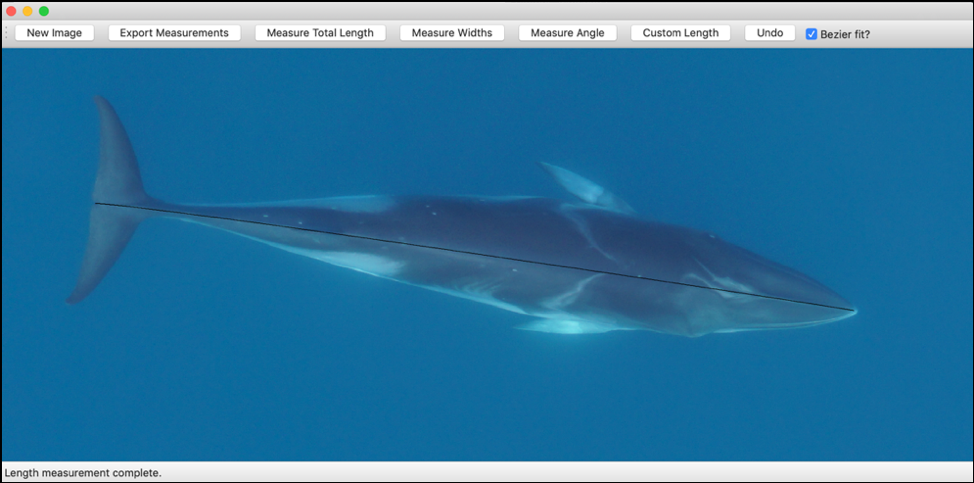 New Image Export Measurements Measure Total Length Measure Widths Measure Angle Custom Length Undo Bezier fit?
Length measurement complete.